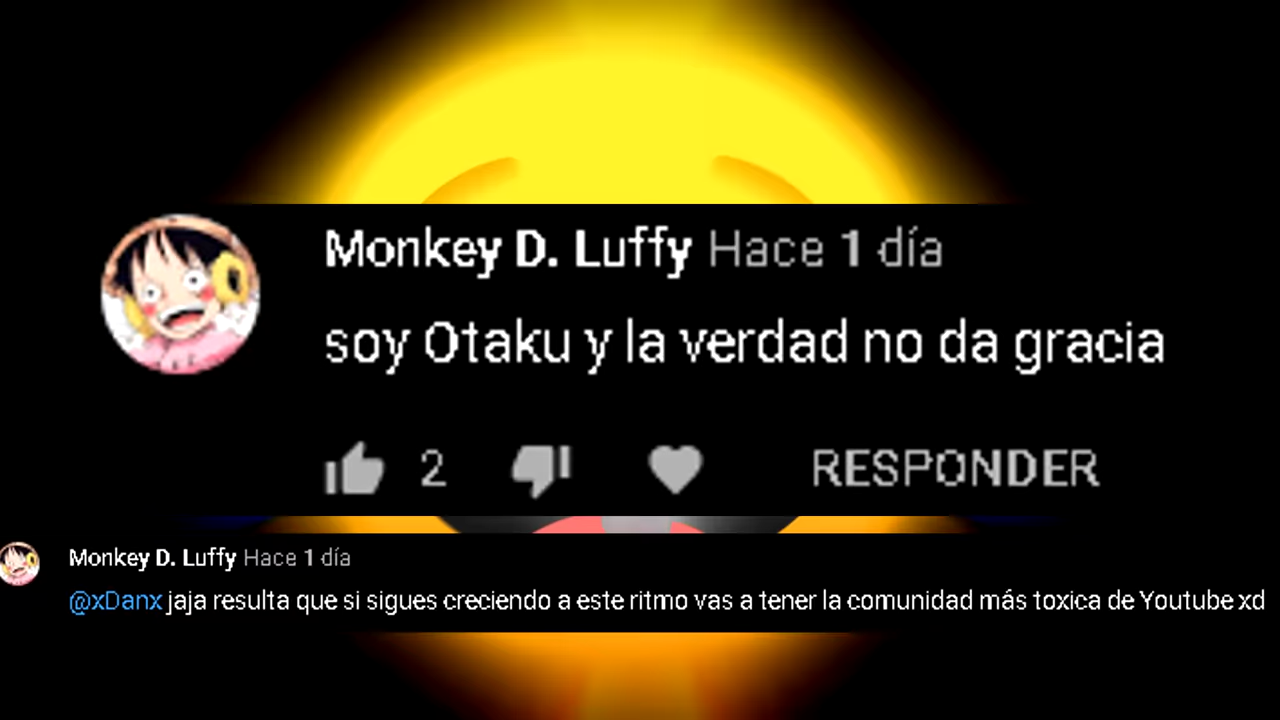 Monkey D. Luffy Hace 1 día
soy Otaku y la verdad no da gracia
2 RESPONDER
Monkey D. Luffy Hace 1 día
@xDanx jaja resulta que si sigues creciendo a este ritmo vas a tener la comunidad más toxica de Youtube xd